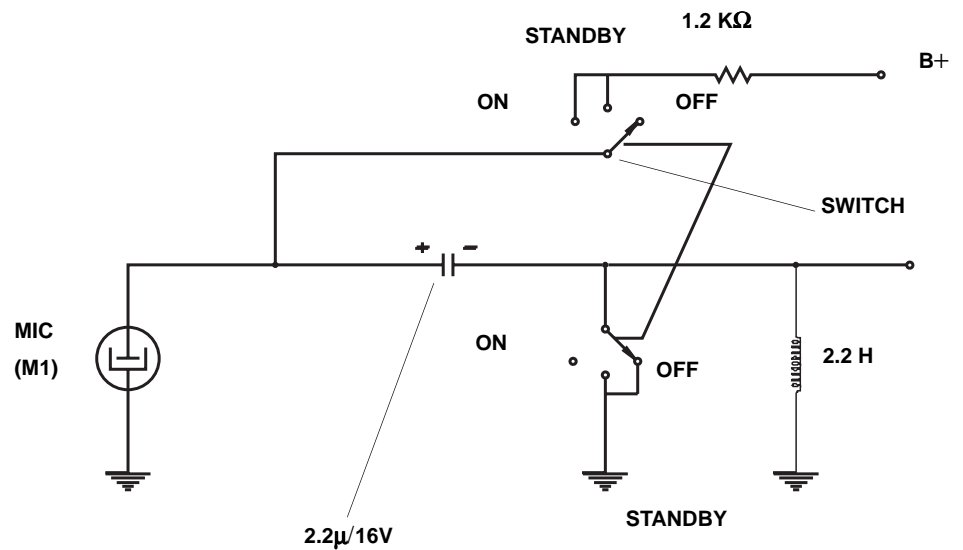 1.2 KΩ
STANDBY
B+
ON
OFF
SWITCH
+ −
MIC
(M1)
ON
OFF
2.2 H
STANDBY
2.2µ/16V